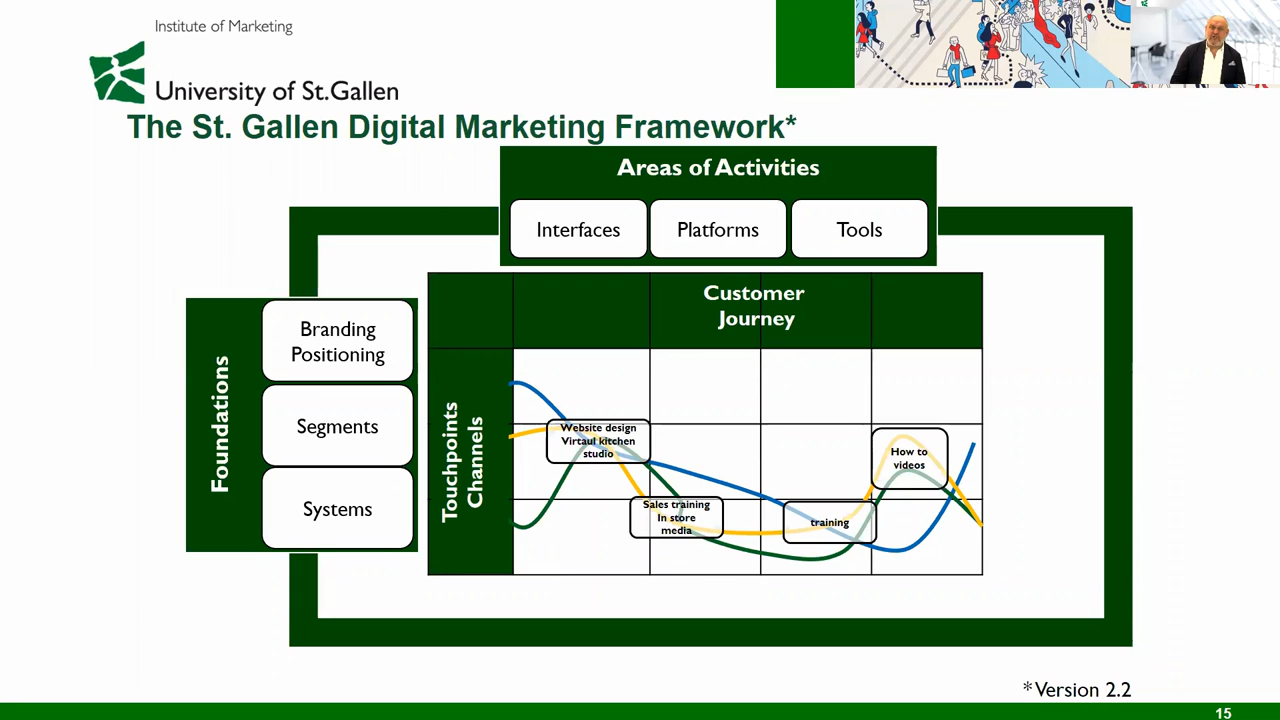 Institute of Marketing
University of St.Gallen
The St. Gallen Digital Marketing Framework*
Areas of Activities
Interfaces
Platforms
Tools
Customer
Journey
Foundations
Branding
Positioning
Segments
Systems
Touchpoints
Channels
Website design
Virtaul kitchen
studio
Sales training
In store
media
training
How to
videos
* Version 2.2
15